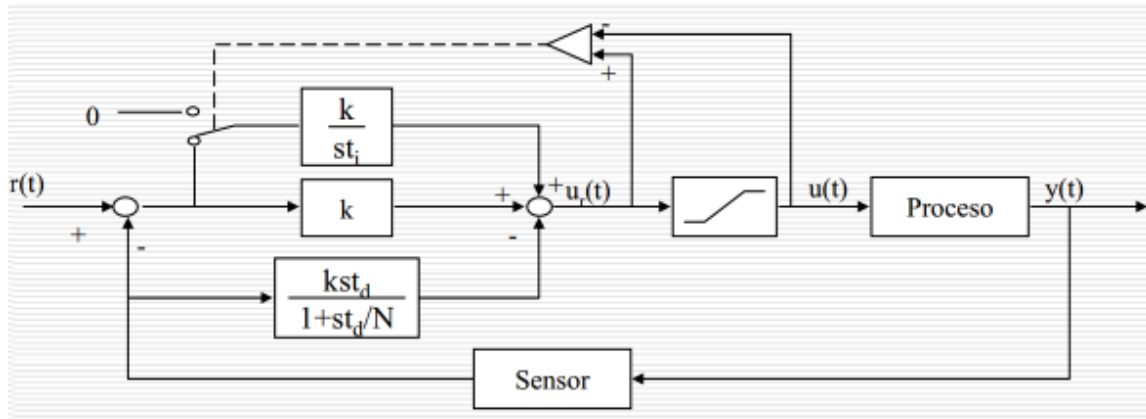 -
+
0
k
st_i
r(t)
+
-
k
+
+
u_r(t)
-
u(t)
Proceso
y(t)
kst_d
1+st_d/N
Sensor